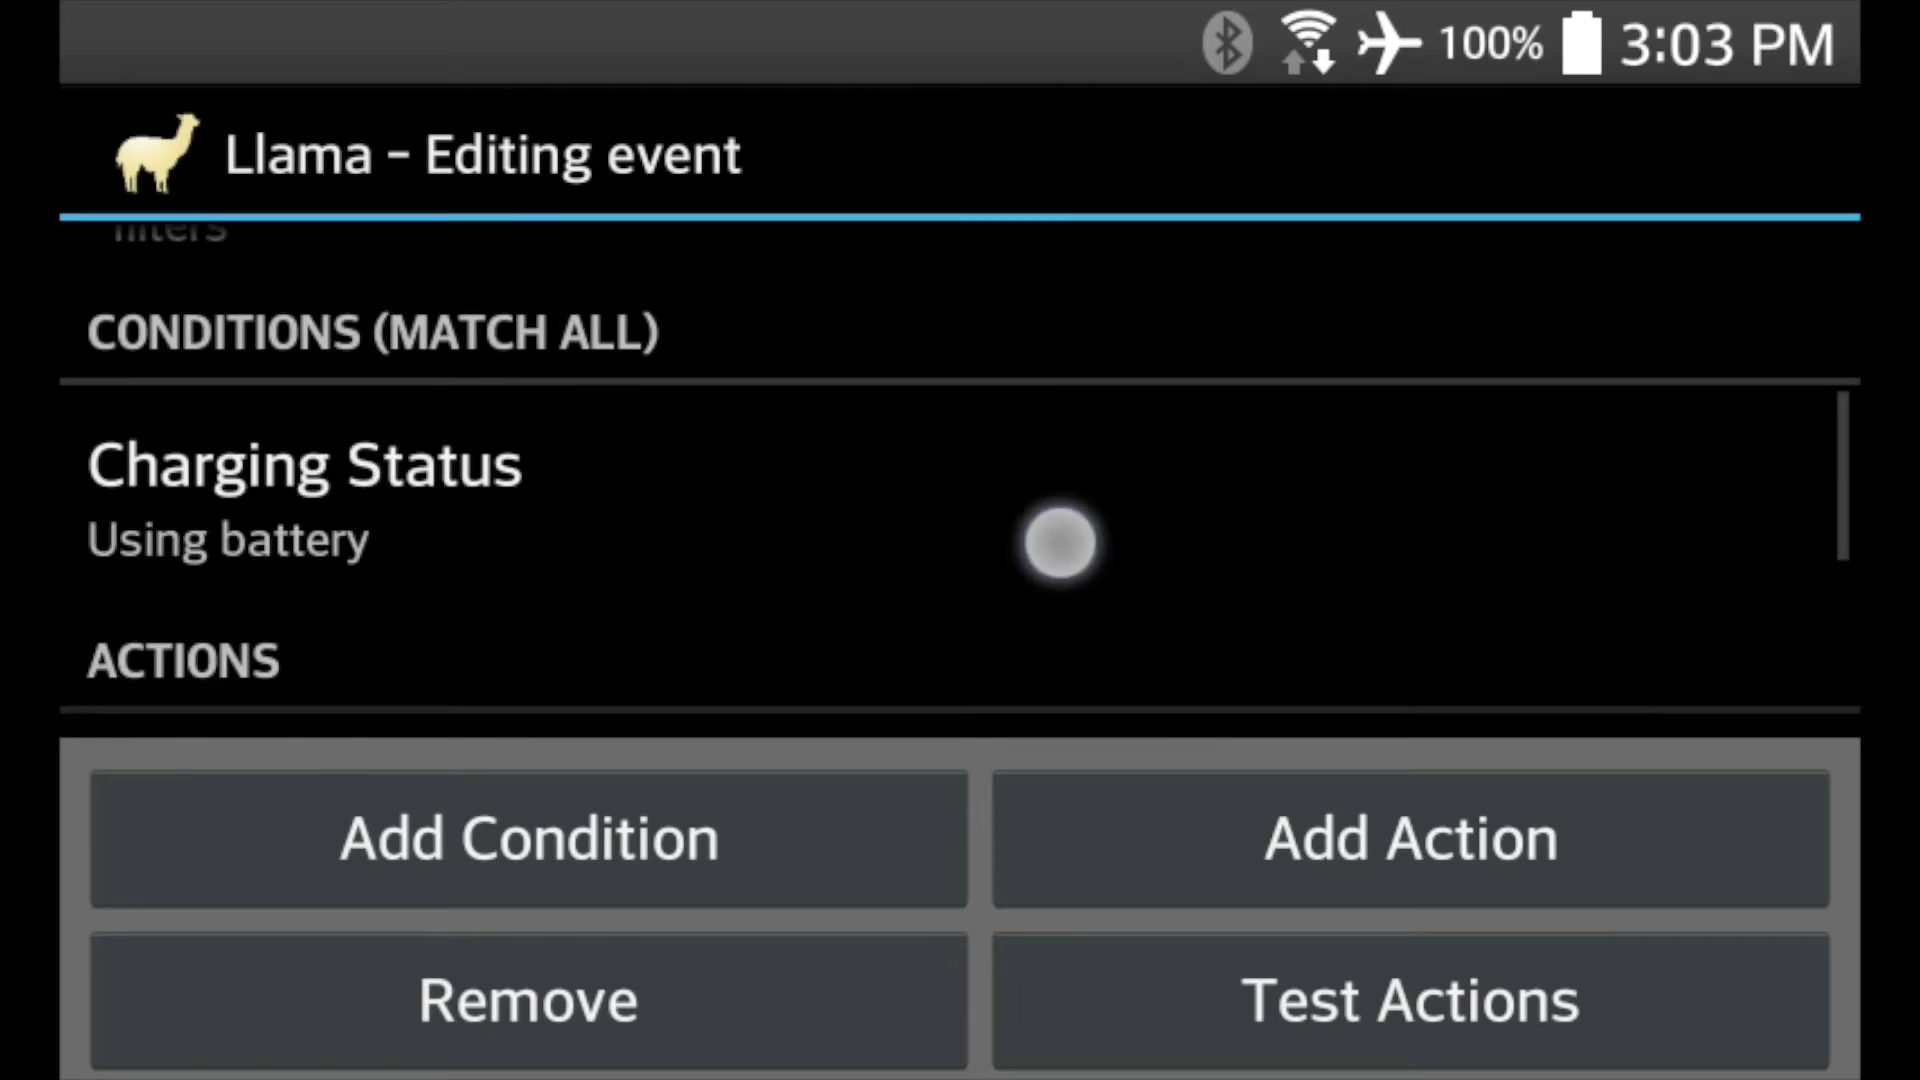 100% 3:03 PM
Llama - Editing event
filters
CONDITIONS (MATCH ALL)
Charging Status
Using battery
ACTIONS
Add Condition
Add Action
Remove
Test Actions